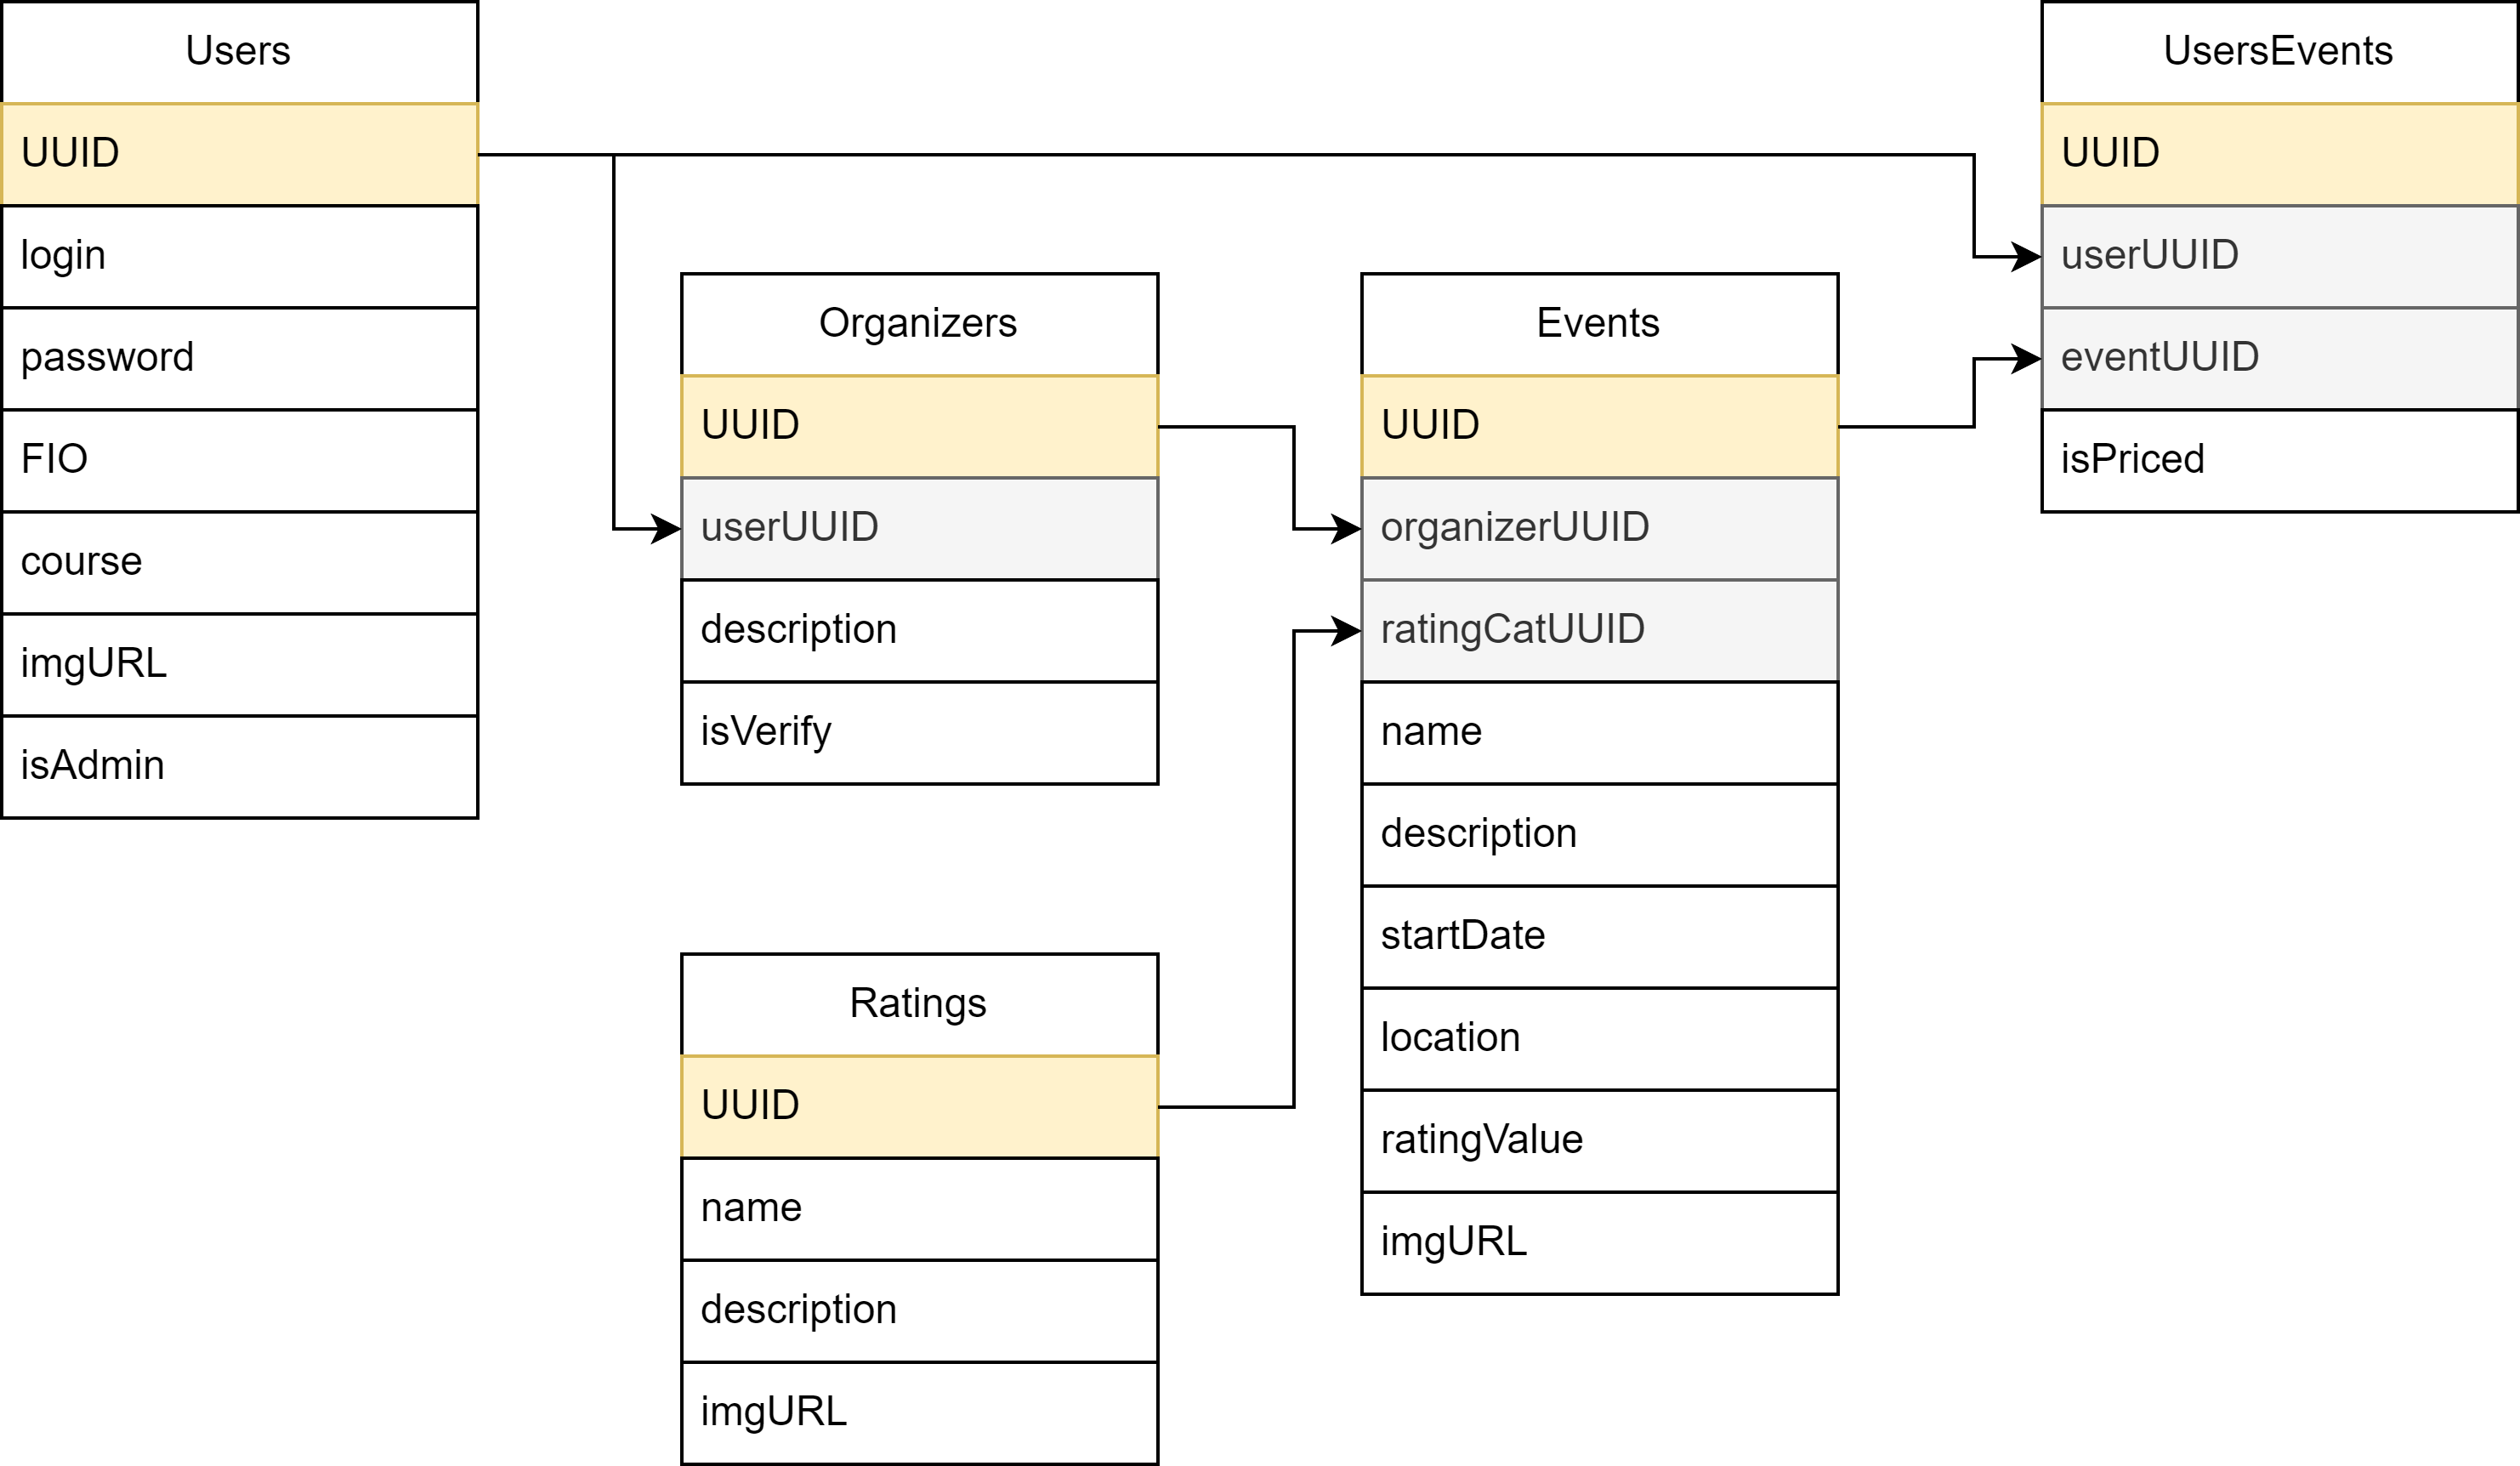 Users
UUID
login
password
FIO
course
imgURL
isAdmin
Organizers
UUID
userUUID
description
isVerify
Ratings
UUID
name
description
imgURL
Events
UUID
organizerUUID
ratingCatUUID
name
description
startDate
location
ratingValue
imgURL
UsersEvents
UUID
userUUID
eventUUID
isPriced